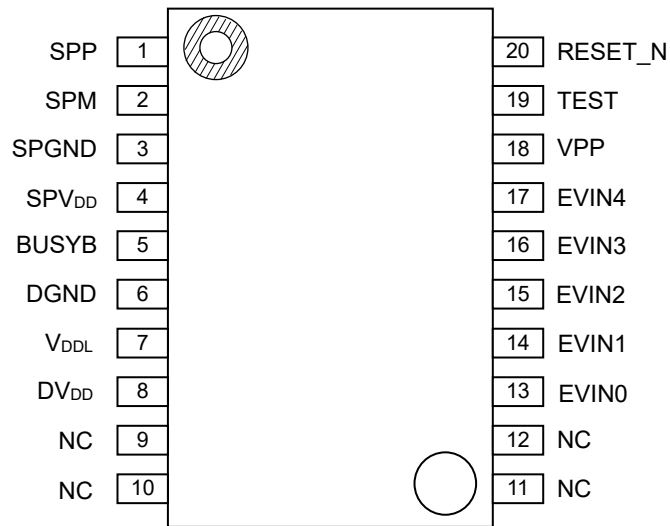 SPP 1 20 RESET_N
SPM 2 19 TEST
SPGND 3 18 VPP
SPVDD 4 17 EVIN4
BUSYB 5 16 EVIN3
DGND 6 15 EVIN2
VDDL 7 14 EVIN1
DVDD 8 13 EVIN0
NC 9 12 NC
NC 10 11 NC